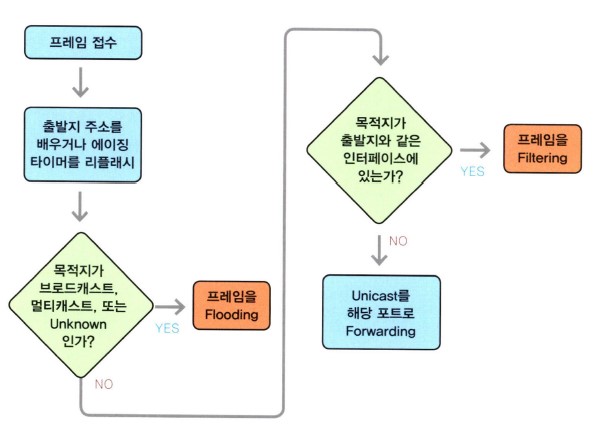 프레임 접수
출발지 주소를
배우거나 에이징
타이머를 리플래시
목적지가
브로드캐스트,
멀티캐스트, 또는
Unknown
인가?
YES
프레임을
Flooding
NO
목적지가
출발지와 같은
인터페이스에
있는가?
YES
프레임을
Filtering
NO
Unicast를
해당 포트로
Forwarding